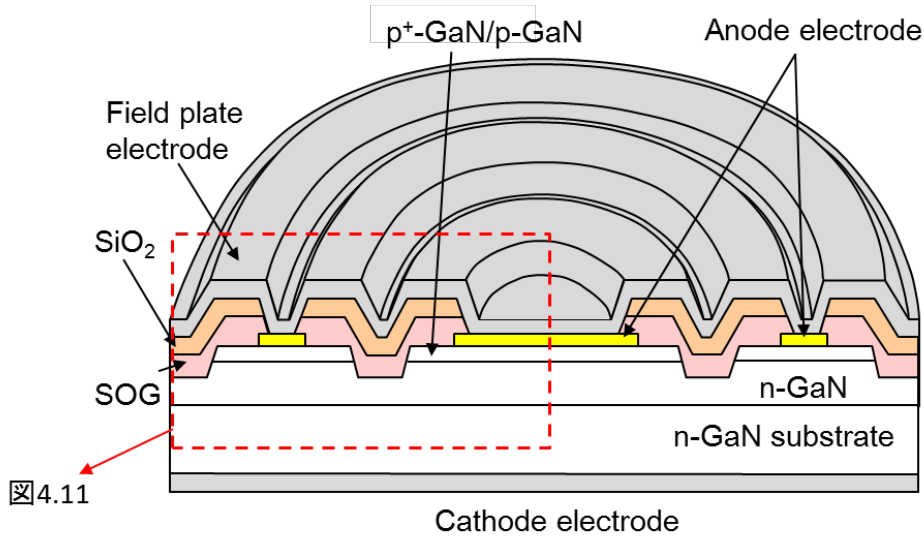 p⁺-GaN/p-GaN
Anode electrode
Field plate
electrode
SiO₂
SOG
n-GaN
n-GaN substrate
図4.11
Cathode electrode